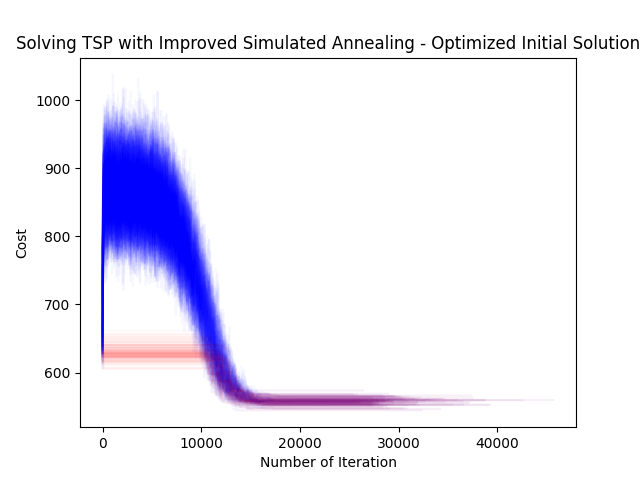 Solving TSP with Improved Simulated Annealing - Optimized Initial Solution
1000
900
800
700
600
Cost
0 10000 20000 30000 40000
Number of Iteration